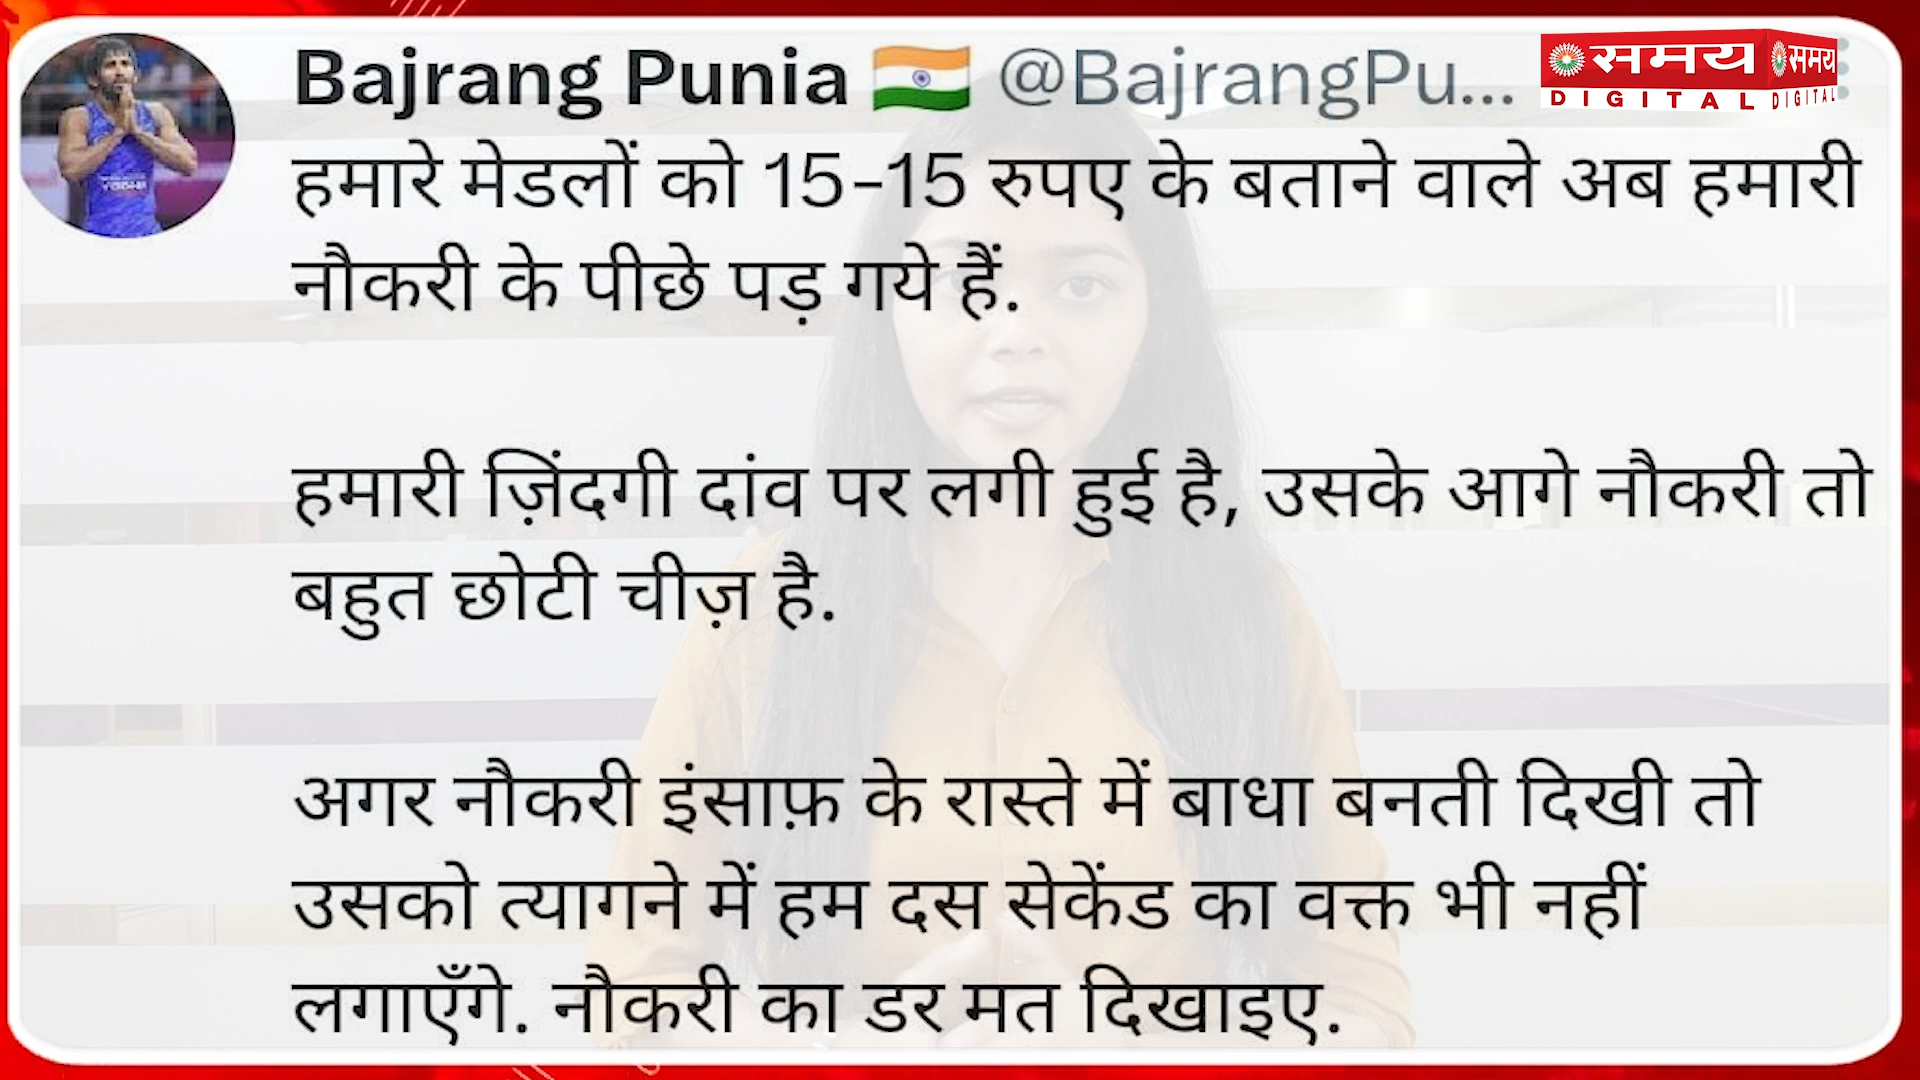 Bajrang Punia 🇮🇳 @BajrangPu...
समय समय
DIGITAL DIGITAL
हमारे मेडलों को 15-15 रुपए के बताने वाले अब हमारी
नौकरी के पीछे पड़ गये हैं.
हमारी ज़िंदगी दांव पर लगी हुई है, उसके आगे नौकरी तो
बहुत छोटी चीज़ है.
अगर नौकरी इंसाफ़ के रास्ते में बाधा बनती दिखी तो
उसको त्यागने में हम दस सेकेंड का वक्त भी नहीं
लगाएँगे. नौकरी का डर मत दिखाइए.